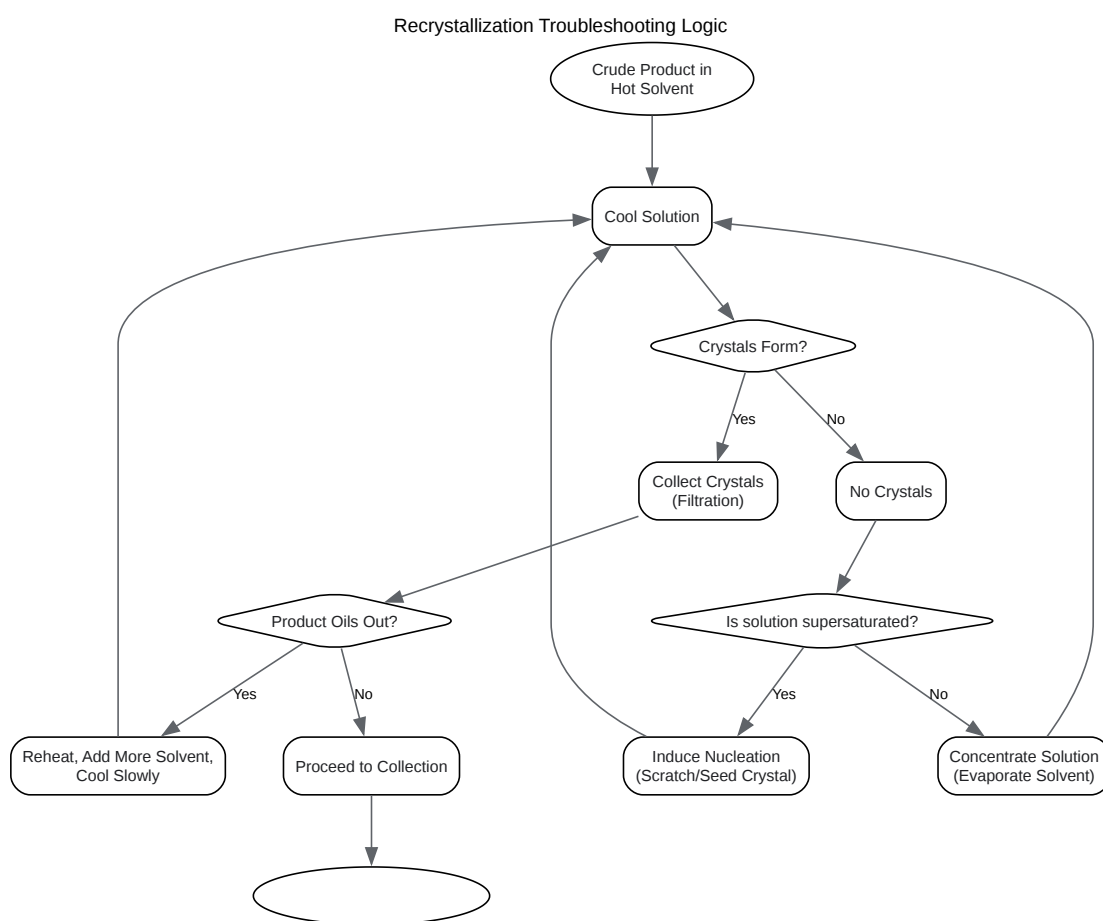 Recrystallization Troubleshooting Logic
Crude Product in
Hot Solvent
Cool Solution
Crystals Form?
Yes
No
Collect Crystals
(Filtration)
No Crystals
Product Oils Out?
Is solution supersaturated?
Yes
No
Yes
No
Reheat, Add More Solvent,
Cool Slowly
Proceed to Collection
Induce Nucleation
(Scratch/Seed Crystal)
Concentrate Solution
(Evaporate Solvent)